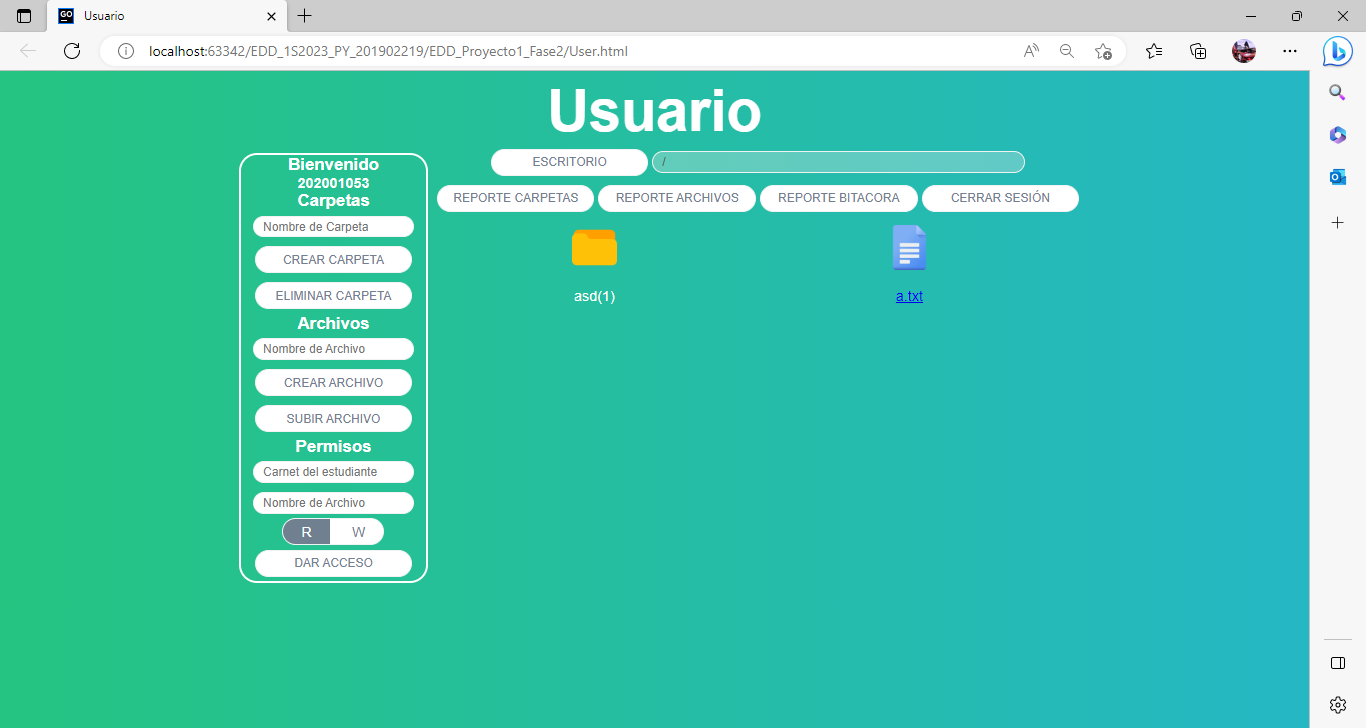 GO
Usuario
localhost:63342/EDD_1S2023_PY_201902219/EDD_Proyecto1_Fase2/User.html
Usuario
Bienvenido
202001053
Carpetas
Nombre de Carpeta
CREAR CARPETA
ELIMINAR CARPETA
Archivos
Nombre de Archivo
CREAR ARCHIVO
SUBIR ARCHIVO
Permisos
Carnet del estudiante
Nombre de Archivo
R W
DAR ACCESO
ESCRITORIO /
REPORTE CARPETAS REPORTE ARCHIVOS REPORTE BITACORA CERRAR SESIÓN
asd(1) a.txt